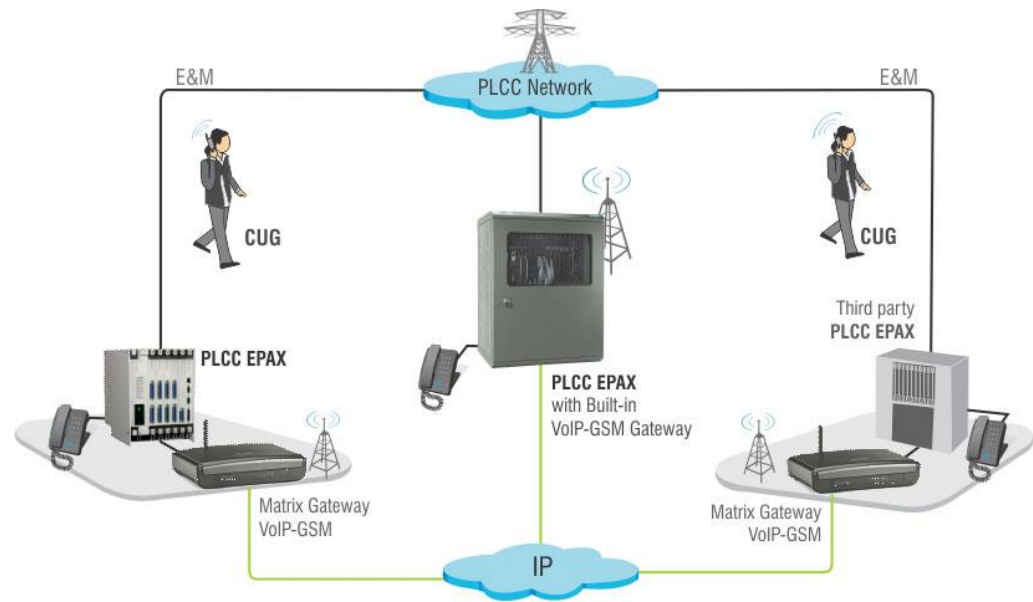 E&M
PLCC Network
E&M
CUG
CUG
Third party
PLCC EPAX
PLCC EPAX
PLCC EPAX
with Built-in
VoIP-GSM Gateway
Matrix Gateway
VoIP-GSM
Matrix Gateway
VoIP-GSM
IP